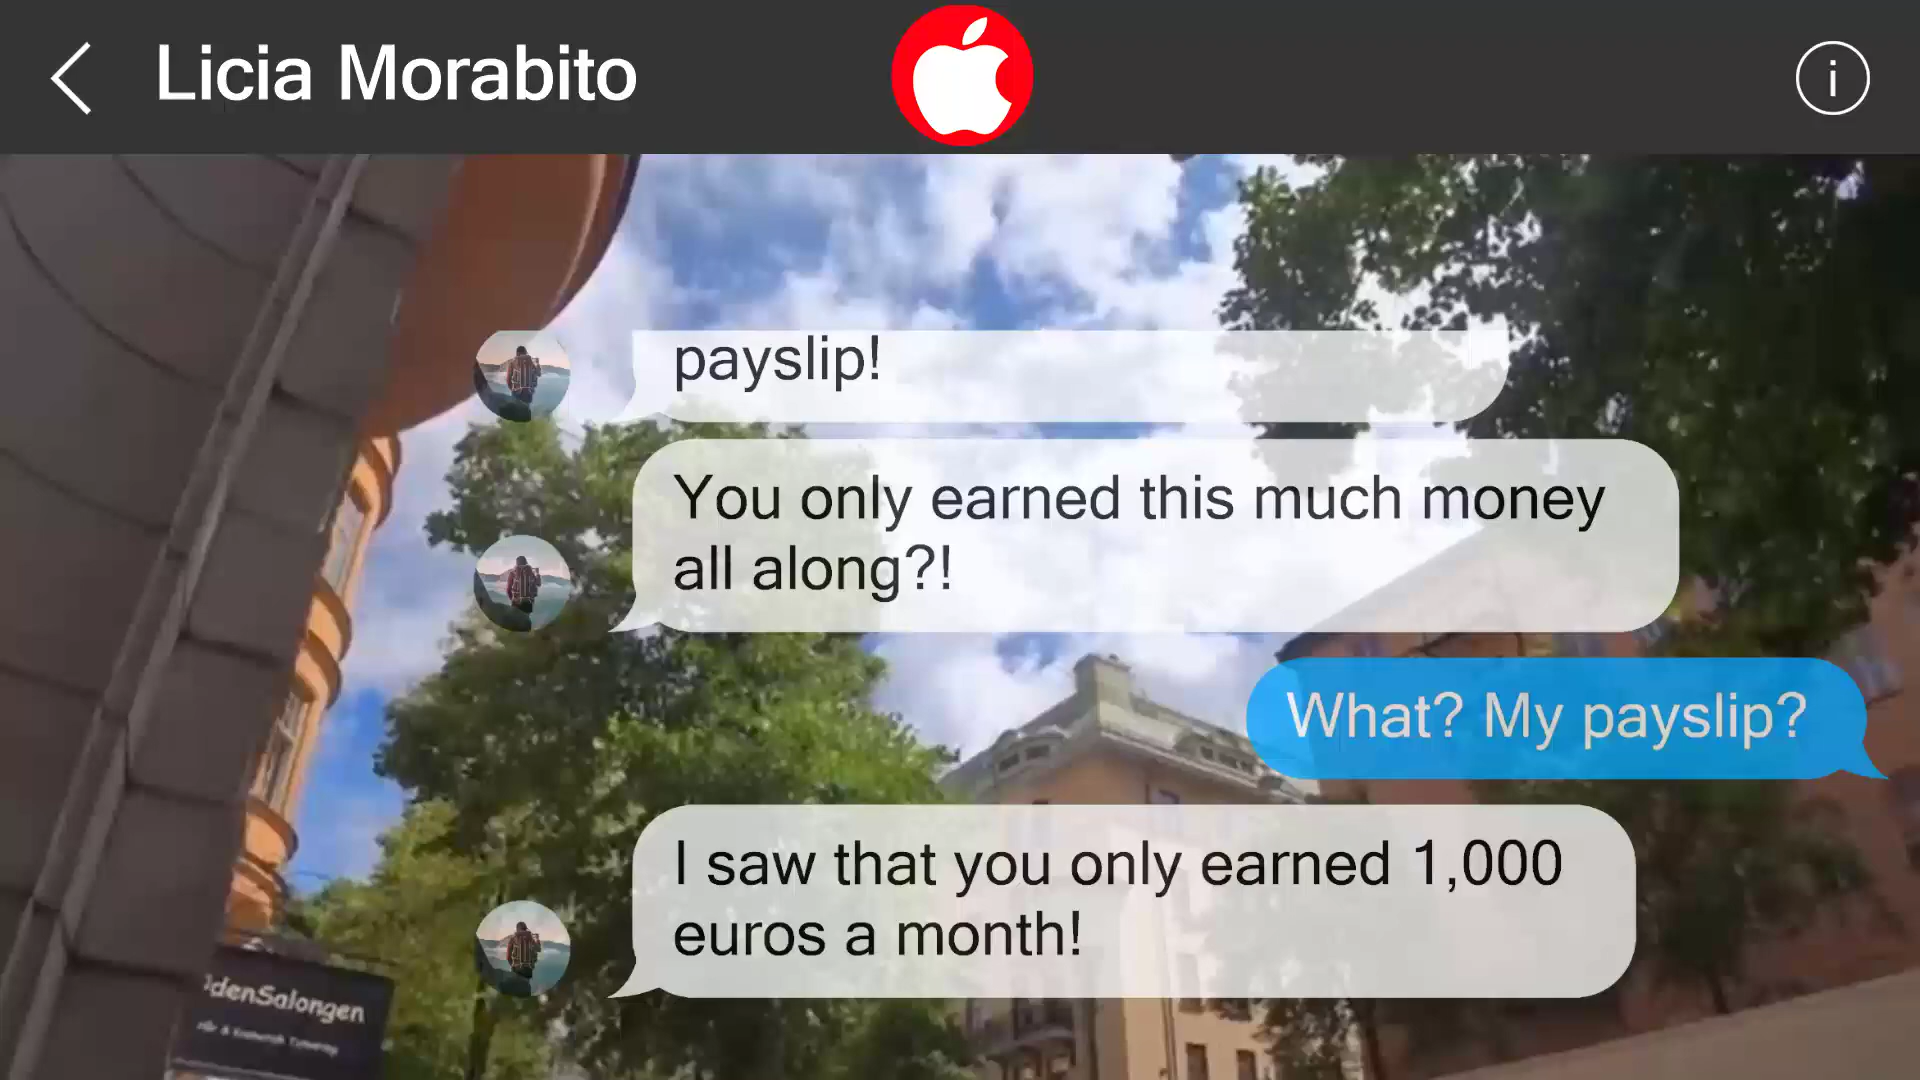 Licia Morabito
payslip!
You only earned this much money
all along?!
What? My payslip?
I saw that you only earned 1,000
euros a month!
denSalongen